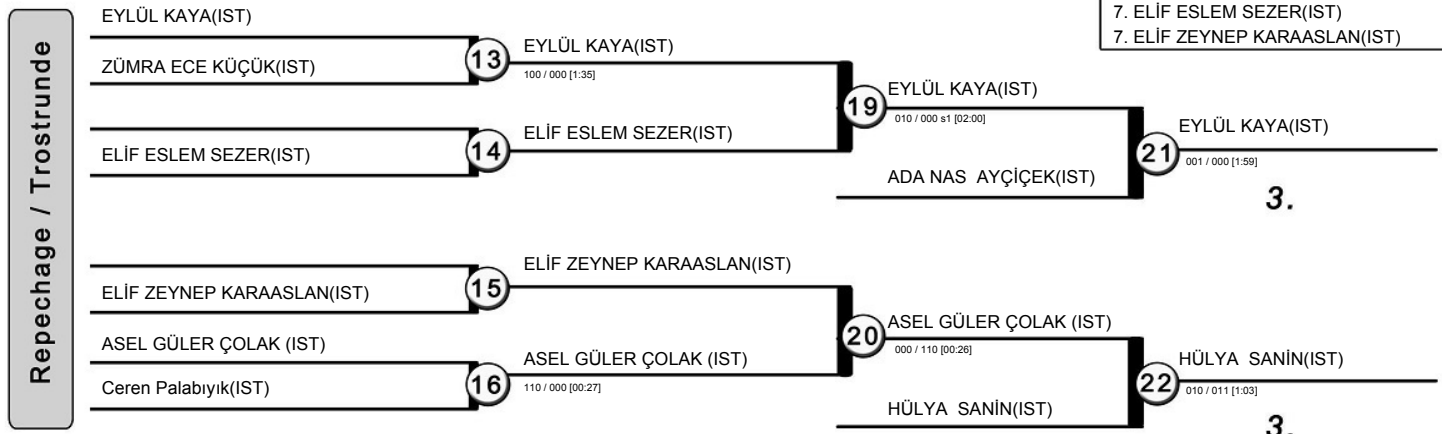 7. ELİF ESLEM SEZER(IST)
7. ELİF ZEYNEP KARAASLAN(IST)
Repechage / Trostrunde
EYLÜL KAYA(IST)
ZÜMRA ECE KÜÇÜK(IST)
13
EYLÜL KAYA(IST)
100 / 000 [1:35]
ELİF ESLEM SEZER(IST)
14
ELİF ESLEM SEZER(IST)
19
EYLÜL KAYA(IST)
010 / 000 s1 [02:00]
ADA NAS AYÇİÇEK(IST)
21
EYLÜL KAYA(IST)
001 / 000 [1:59]
3.
ELİF ZEYNEP KARAASLAN(IST)
15
ELİF ZEYNEP KARAASLAN(IST)
ASEL GÜLER ÇOLAK (IST)
Ceren Palabıyık(IST)
16
ASEL GÜLER ÇOLAK (IST)
110 / 000 [00:27]
20
ASEL GÜLER ÇOLAK (IST)
000 / 110 [00:26]
HÜLYA SANİN(IST)
22
HÜLYA SANİN(IST)
010 / 011 [1:03]
3.